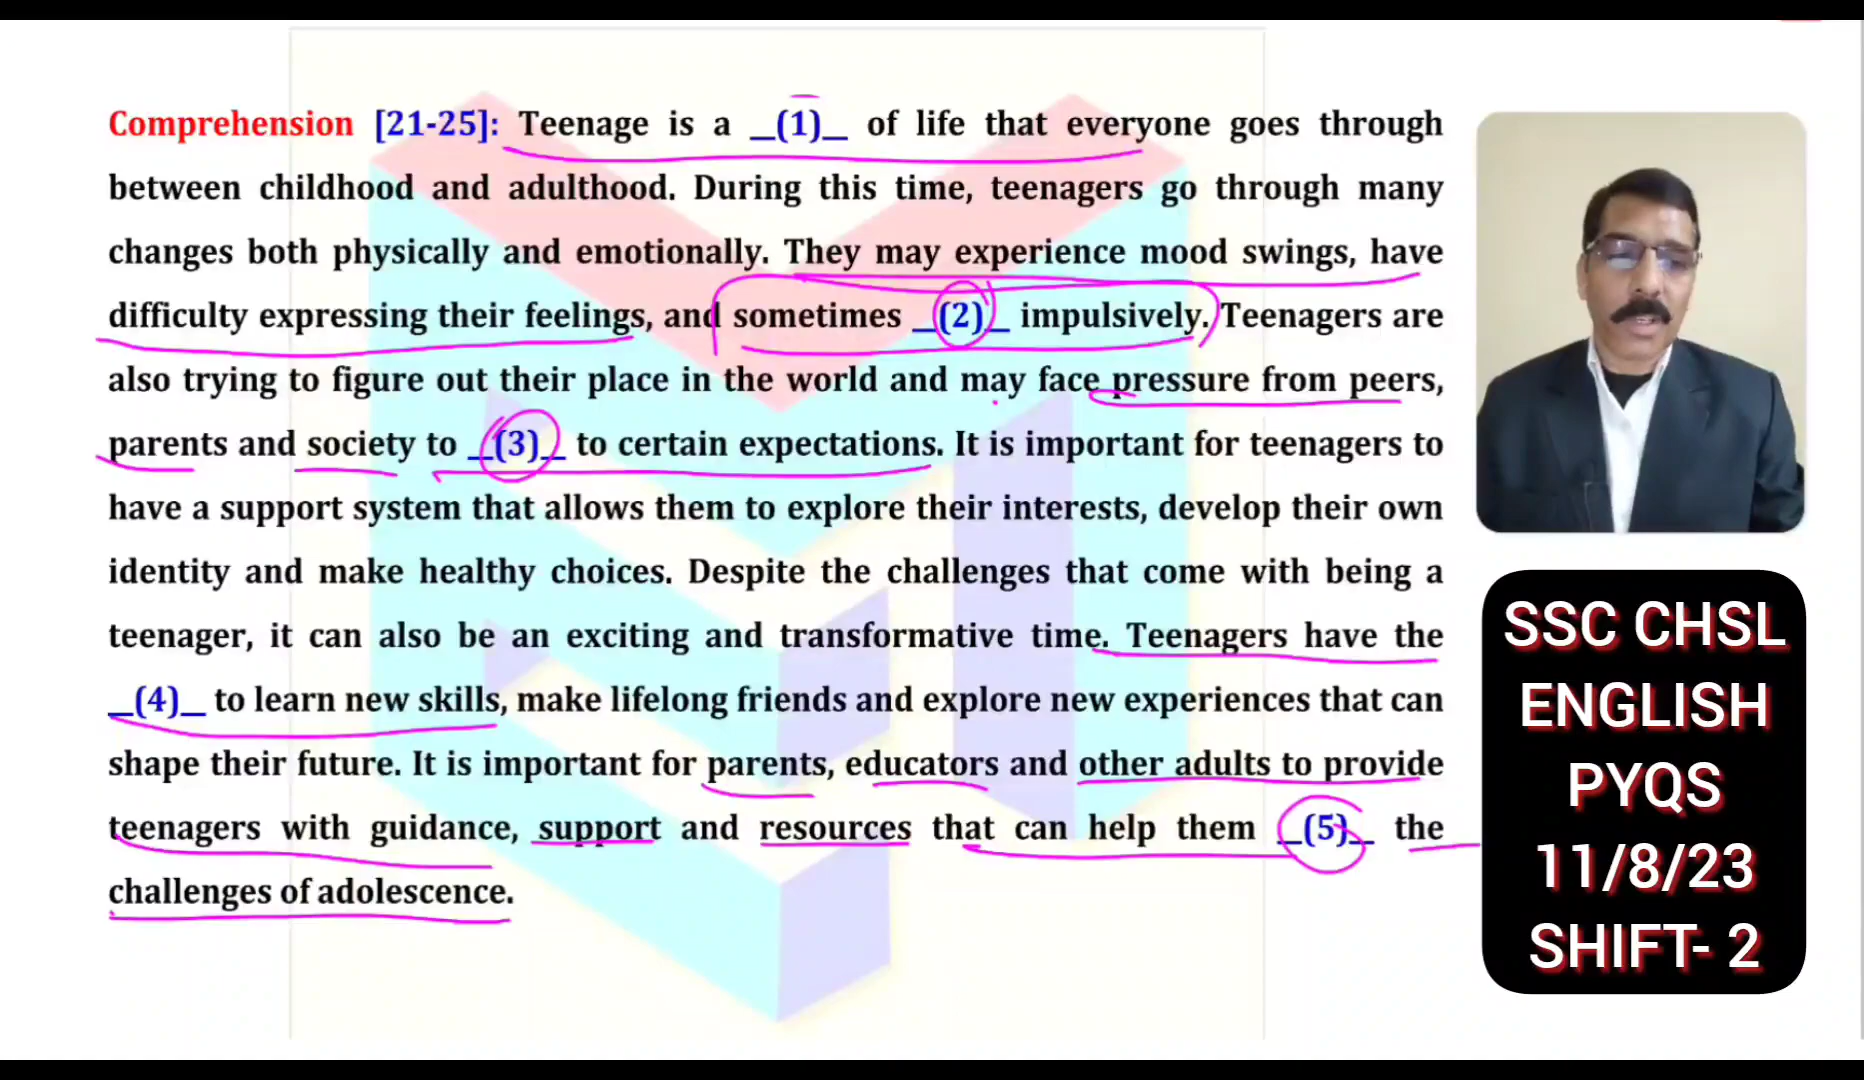 Comprehension [21-25]: Teenage is a _(1)_ of life that everyone goes through
between childhood and adulthood. During this time, teenagers go through many
changes both physically and emotionally. They may experience mood swings, have
difficulty expressing their feelings, and sometimes _(2)_ impulsively. Teenagers are
also trying to figure out their place in the world and may face pressure from peers,
parents and society to _(3)_ to certain expectations. It is important for teenagers to
have a support system that allows them to explore their interests, develop their own
identity and make healthy choices. Despite the challenges that come with being a
teenager, it can also be an exciting and transformative time. Teenagers have the
_(4)_ to learn new skills, make lifelong friends and explore new experiences that can
shape their future. It is important for parents, educators and other adults to provide
teenagers with guidance, support and resources that can help them _(5)_ the
challenges of adolescence.
SSC CHSL
ENGLISH
PYQS
11/8/23
SHIFT- 2